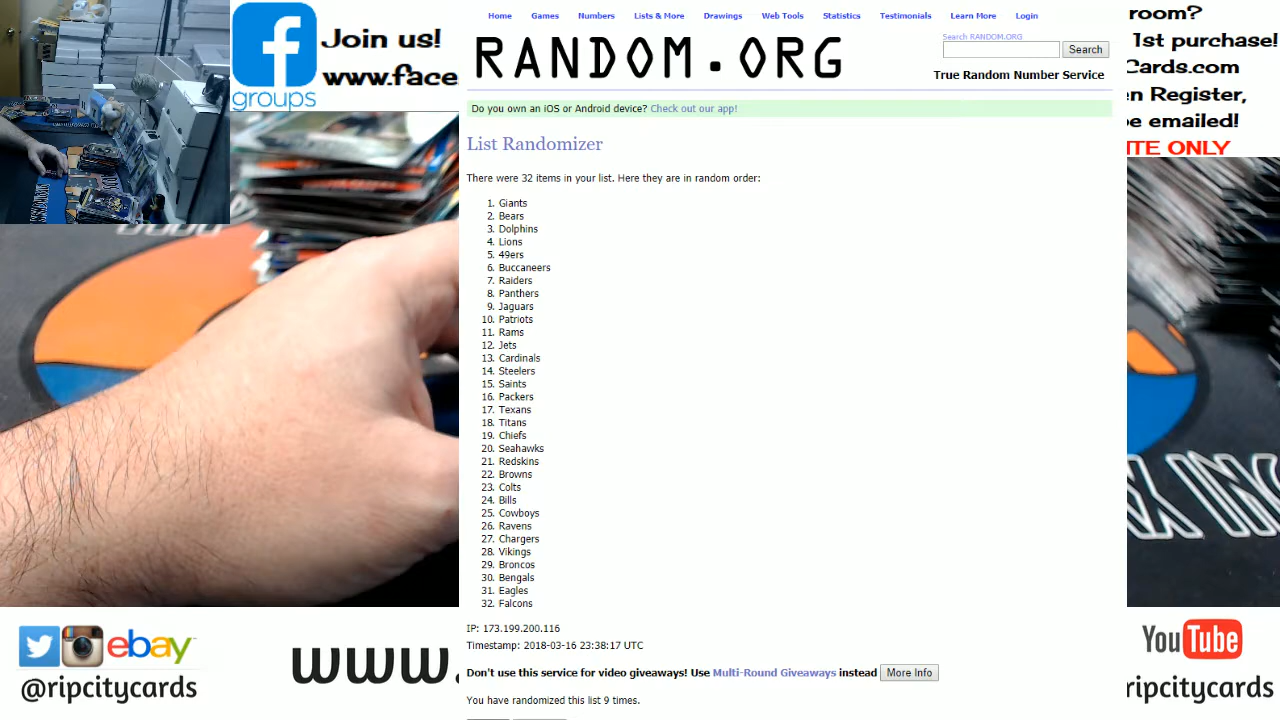 Join us!
www.face
groups
Home Games Numbers Lists & More Drawings Web Tools Statistics Testimonials Learn More Login
RANDOM.ORG
Search RANDOM.ORG
Search
True Random Number Service
Do you own an iOS or Android device? Check out our app!
List Randomizer
There were 32 items in your list. Here they are in random order:
1. Giants
2. Bears
3. Dolphins
4. Lions
5. 49ers
6. Buccaneers
7. Raiders
8. Panthers
9. Jaguars
10. Patriots
11. Rams
12. Jets
13. Cardinals
14. Steelers
15. Saints
16. Packers
17. Texans
18. Titans
19. Chiefs
20. Seahawks
21. Redskins
22. Browns
23. Colts
24. Bills
25. Cowboys
26. Ravens
27. Chargers
28. Vikings
29. Broncos
30. Bengals
31. Eagles
32. Falcons
IP: 173.199.200.116
Timestamp: 2018-03-16 23:38:17 UTC
Don't use this service for video giveaways! Use Multi-Round Giveaways instead More Info
You have randomized this list 9 times.
room?
1st purchase!
Cards.com
n Register,
be emailed!
ITE ONLY
ebay
@ripcitycards
www.
YouTube
ripcitycards